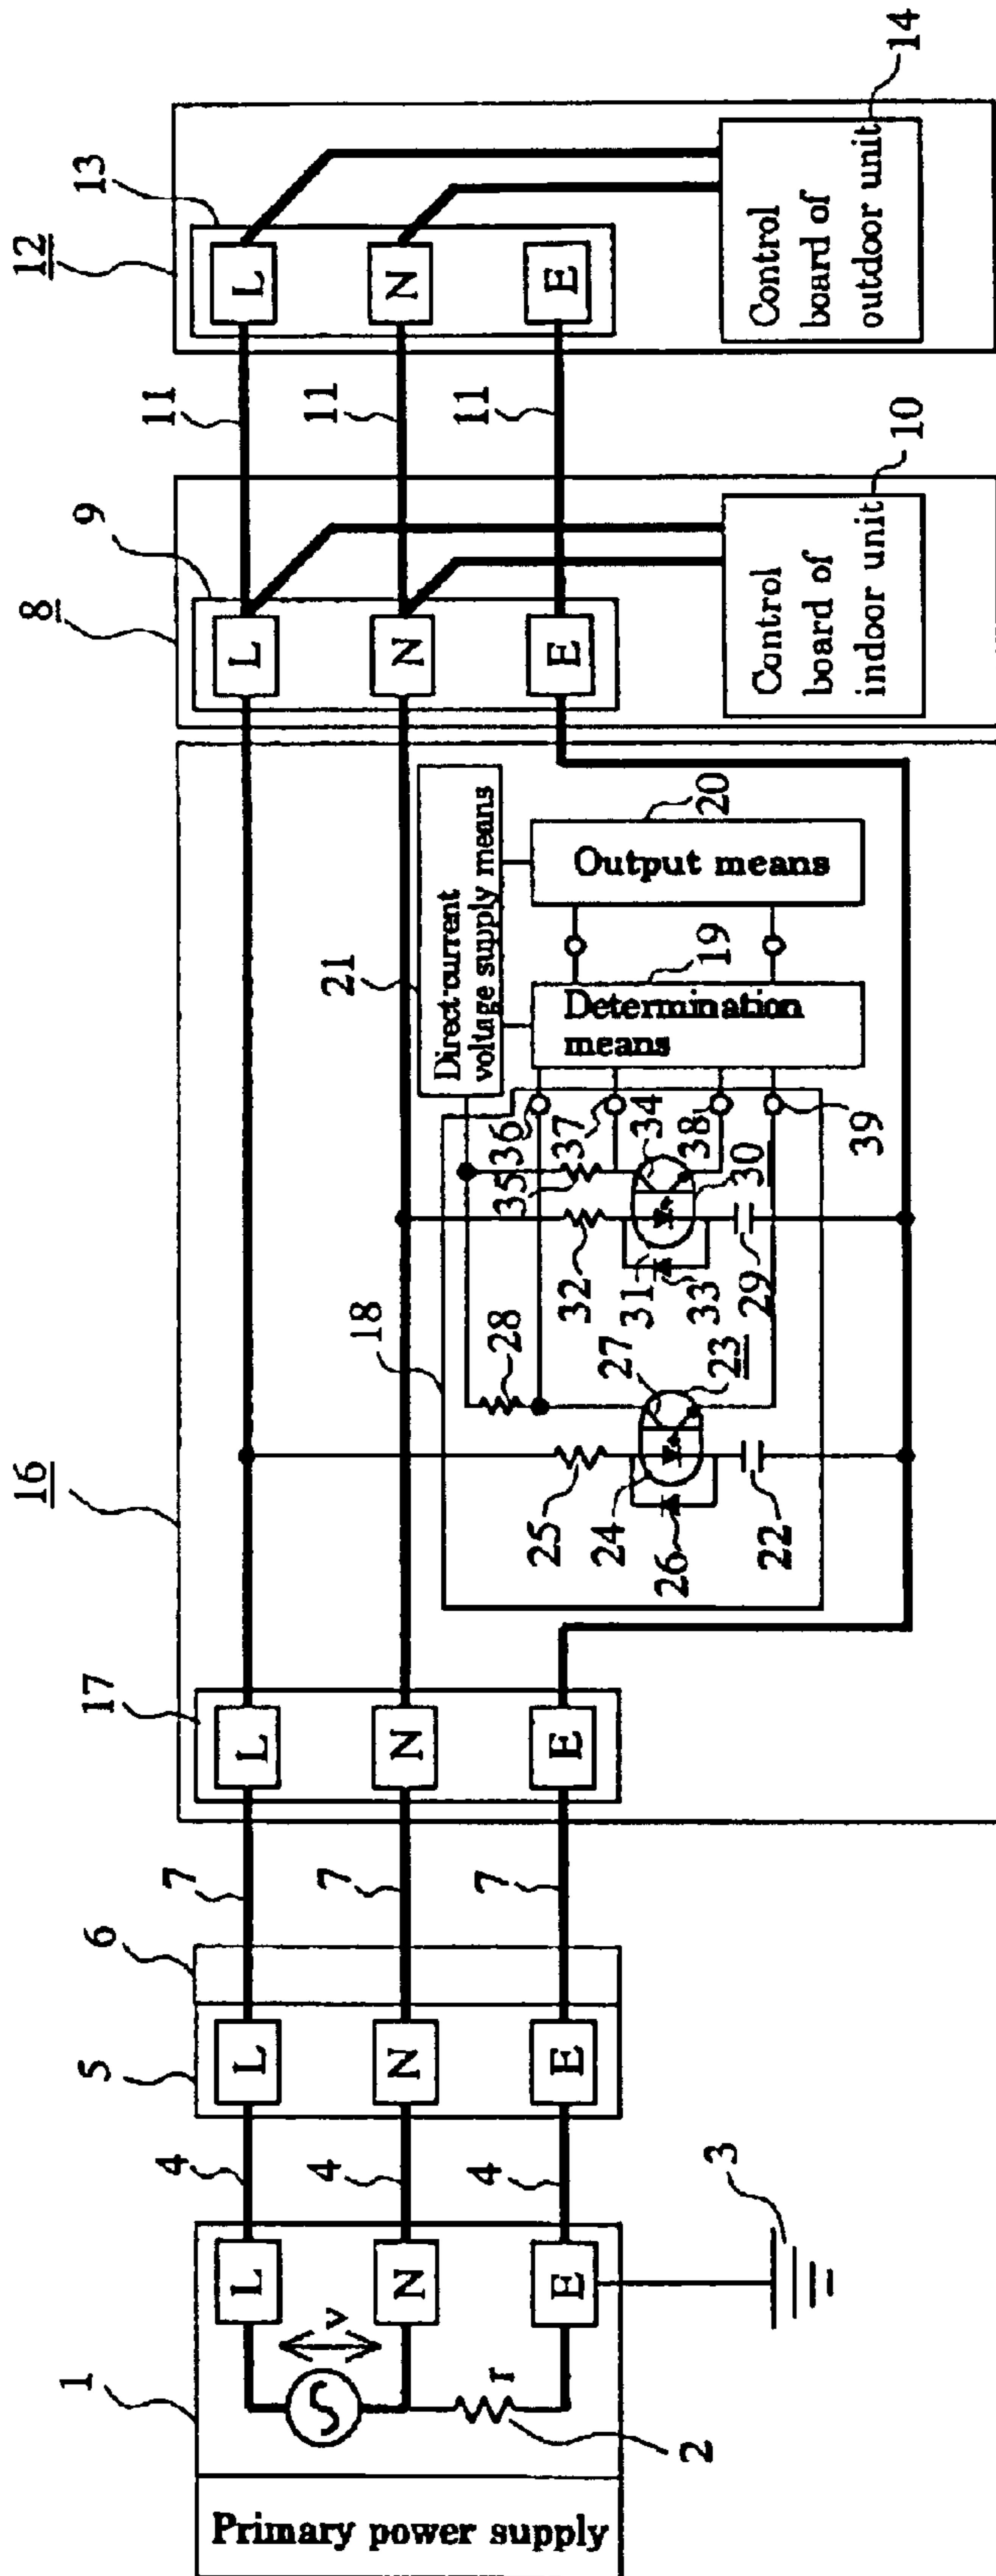 Primary power supply
1
2
r
v
L
N
E
3
4
4
4
5
6
L
N
E
7
7
7
16
17
L
N
E
18
25
24
26
22
27
23
28
32
31
33
29
35
34
30
36
37
38
39
21
Direct current
voltage supply means
19
Determination
means
20
Output means
8
9
L
N
E
10
Control
board of
indoor unit
11
11
11
12
13
L
N
E
14
Control
board of
outdoor unit